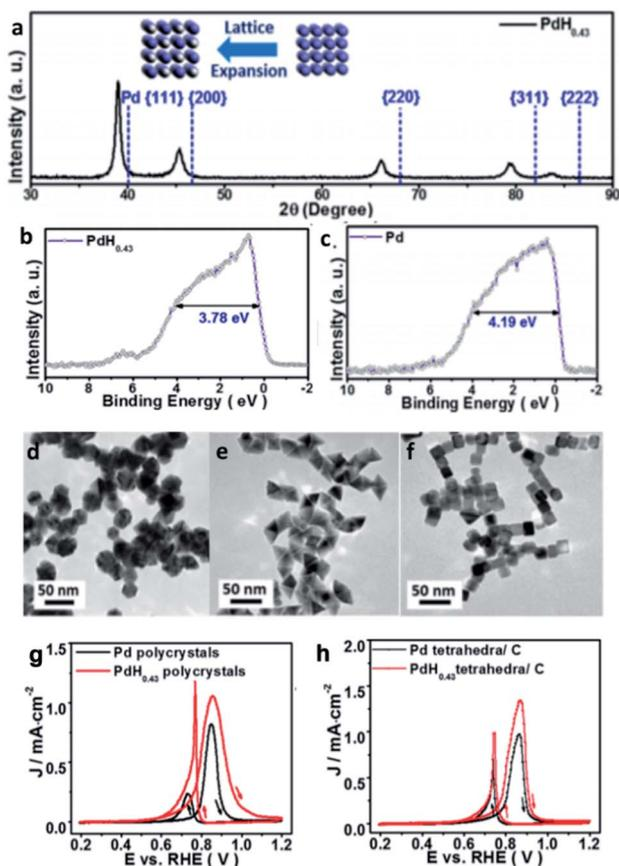 a
Lattice
Expansion
PdH0.43
Pd {111} {200}
{220}
{311} {222}
Intensity (a. u.)
30 40 50 60 70 80 90
2θ (Degree)
b
PdH0.43
3.78 eV
Intensity (a. u.)
10 8 6 4 2 0 -2
Binding Energy ( eV )
c
Pd
4.19 eV
Intensity (a. u.)
10 8 6 4 2 0 -2
Binding Energy ( eV )
d
50 nm
e
50 nm
f
50 nm
g
Pd polycrystals
PdH0.43 polycrystals
J / mA·cm-2
1.5
1.0
0.5
0.0
0.2 0.4 0.6 0.8 1.0 1.2
E vs. RHE ( V )
h
Pd tetrahedra/ C
PdH0.43 tetrahedra/ C
J / mA·cm-2
2.0
1.5
1.0
0.5
0.0
0.2 0.4 0.6 0.8 1.0 1.2
E vs. RHE ( V )